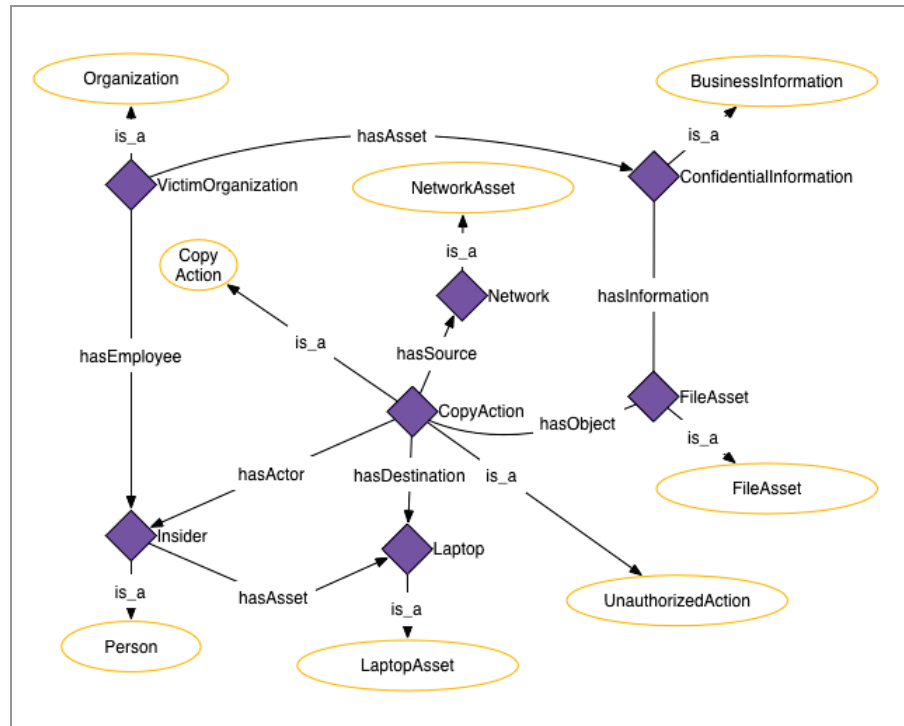 Organization
BusinessInformation
is_a
hasAsset
is_a
VictimOrganization
NetworkAsset
ConfidentialInformation
Copy
Action
is_a
Network
hasInformation
is_a
hasSource
hasEmployee
FileAsset
CopyAction
hasObject
is_a
hasActor
hasDestination
is_a
FileAsset
Insider
Laptop
is_a
hasAsset
is_a
UnauthorizedAction
Person
LaptopAsset